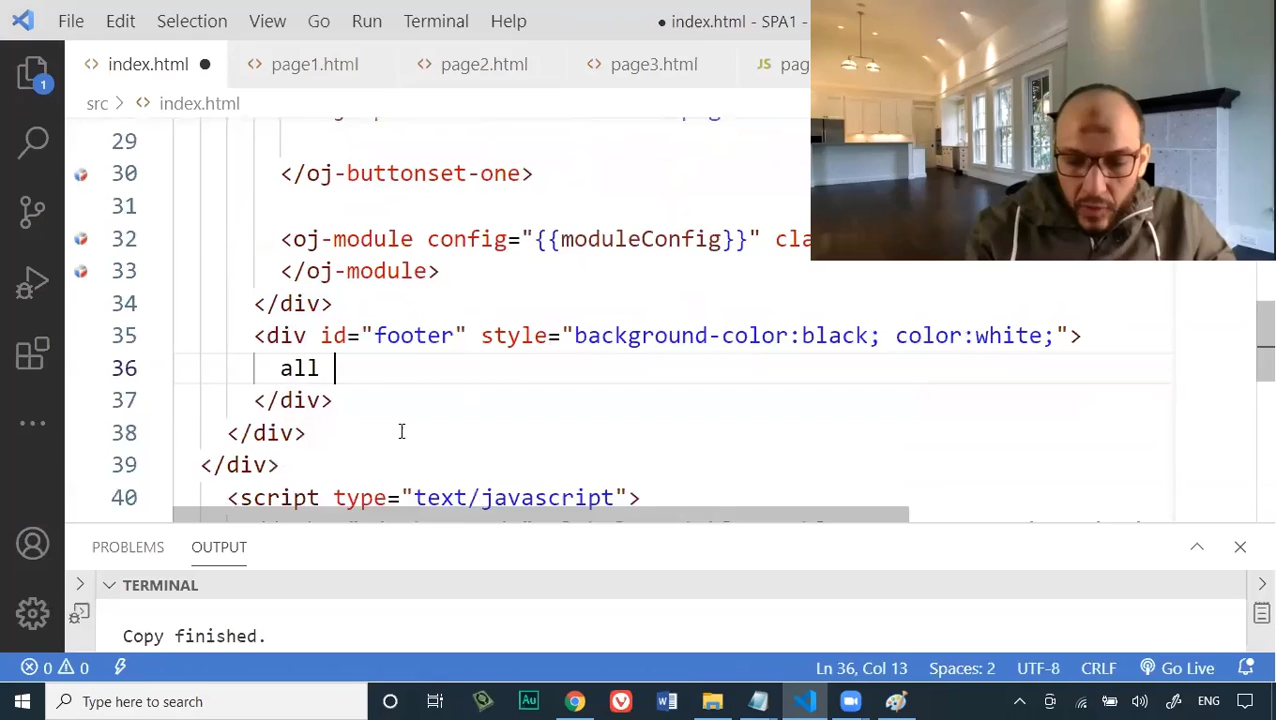 File Edit Selection View Go Run Terminal Help ● index.html - SPA1 -
index.html ● page1.html page2.html page3.html JS pag
src > index.html
29
30 </oj-buttonset-one>
31
32 <oj-module config="{{moduleConfig}}" cla
33 </oj-module>
34 </div>
35 <div id="footer" style="background-color:black; color:white;">
36 all
37 </div>
38 </div>
39 </div>
40 <script type="text/javascript">
PROBLEMS OUTPUT
TERMINAL
Copy finished.
0 0 Ln 36, Col 13 Spaces: 2 UTF-8 CRLF HTML Go Live
Type here to search ENG